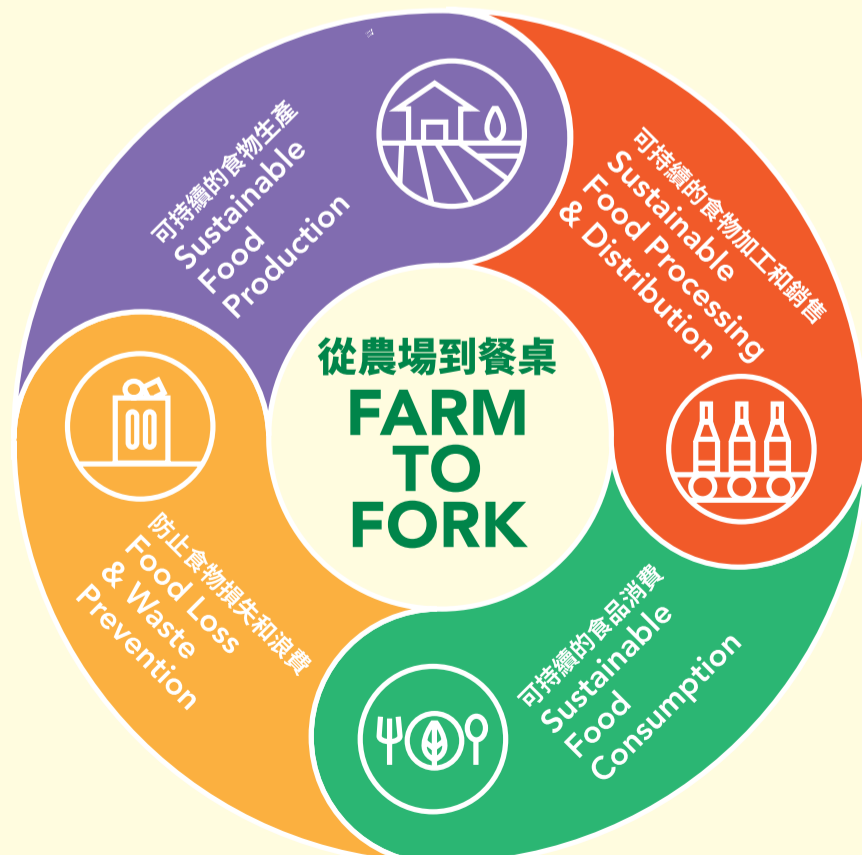 從農場到餐桌
FARM
TO
FORK
可持續的食物生產
Sustainable
Food
Production
可持續的食物加工和銷售
Sustainable
Food Processing
& Distribution
可持續的食品消費
Sustainable
Food
Consumption
防止食物損失和浪費
Food Loss
& Waste
Prevention